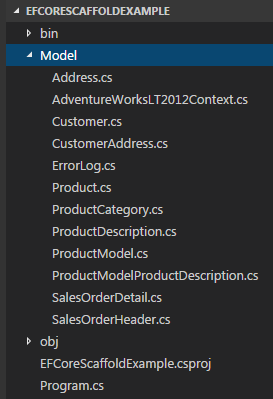 EFCORESCAFFOLDEXAMPLE
bin
Model
Address.cs
AdventureWorksLT2012Context.cs
Customer.cs
CustomerAddress.cs
ErrorLog.cs
Product.cs
ProductCategory.cs
ProductDescription.cs
ProductModel.cs
ProductModelProductDescription.cs
SalesOrderDetail.cs
SalesOrderHeader.cs
obj
EFCoreScaffoldExample.csproj
Program.cs